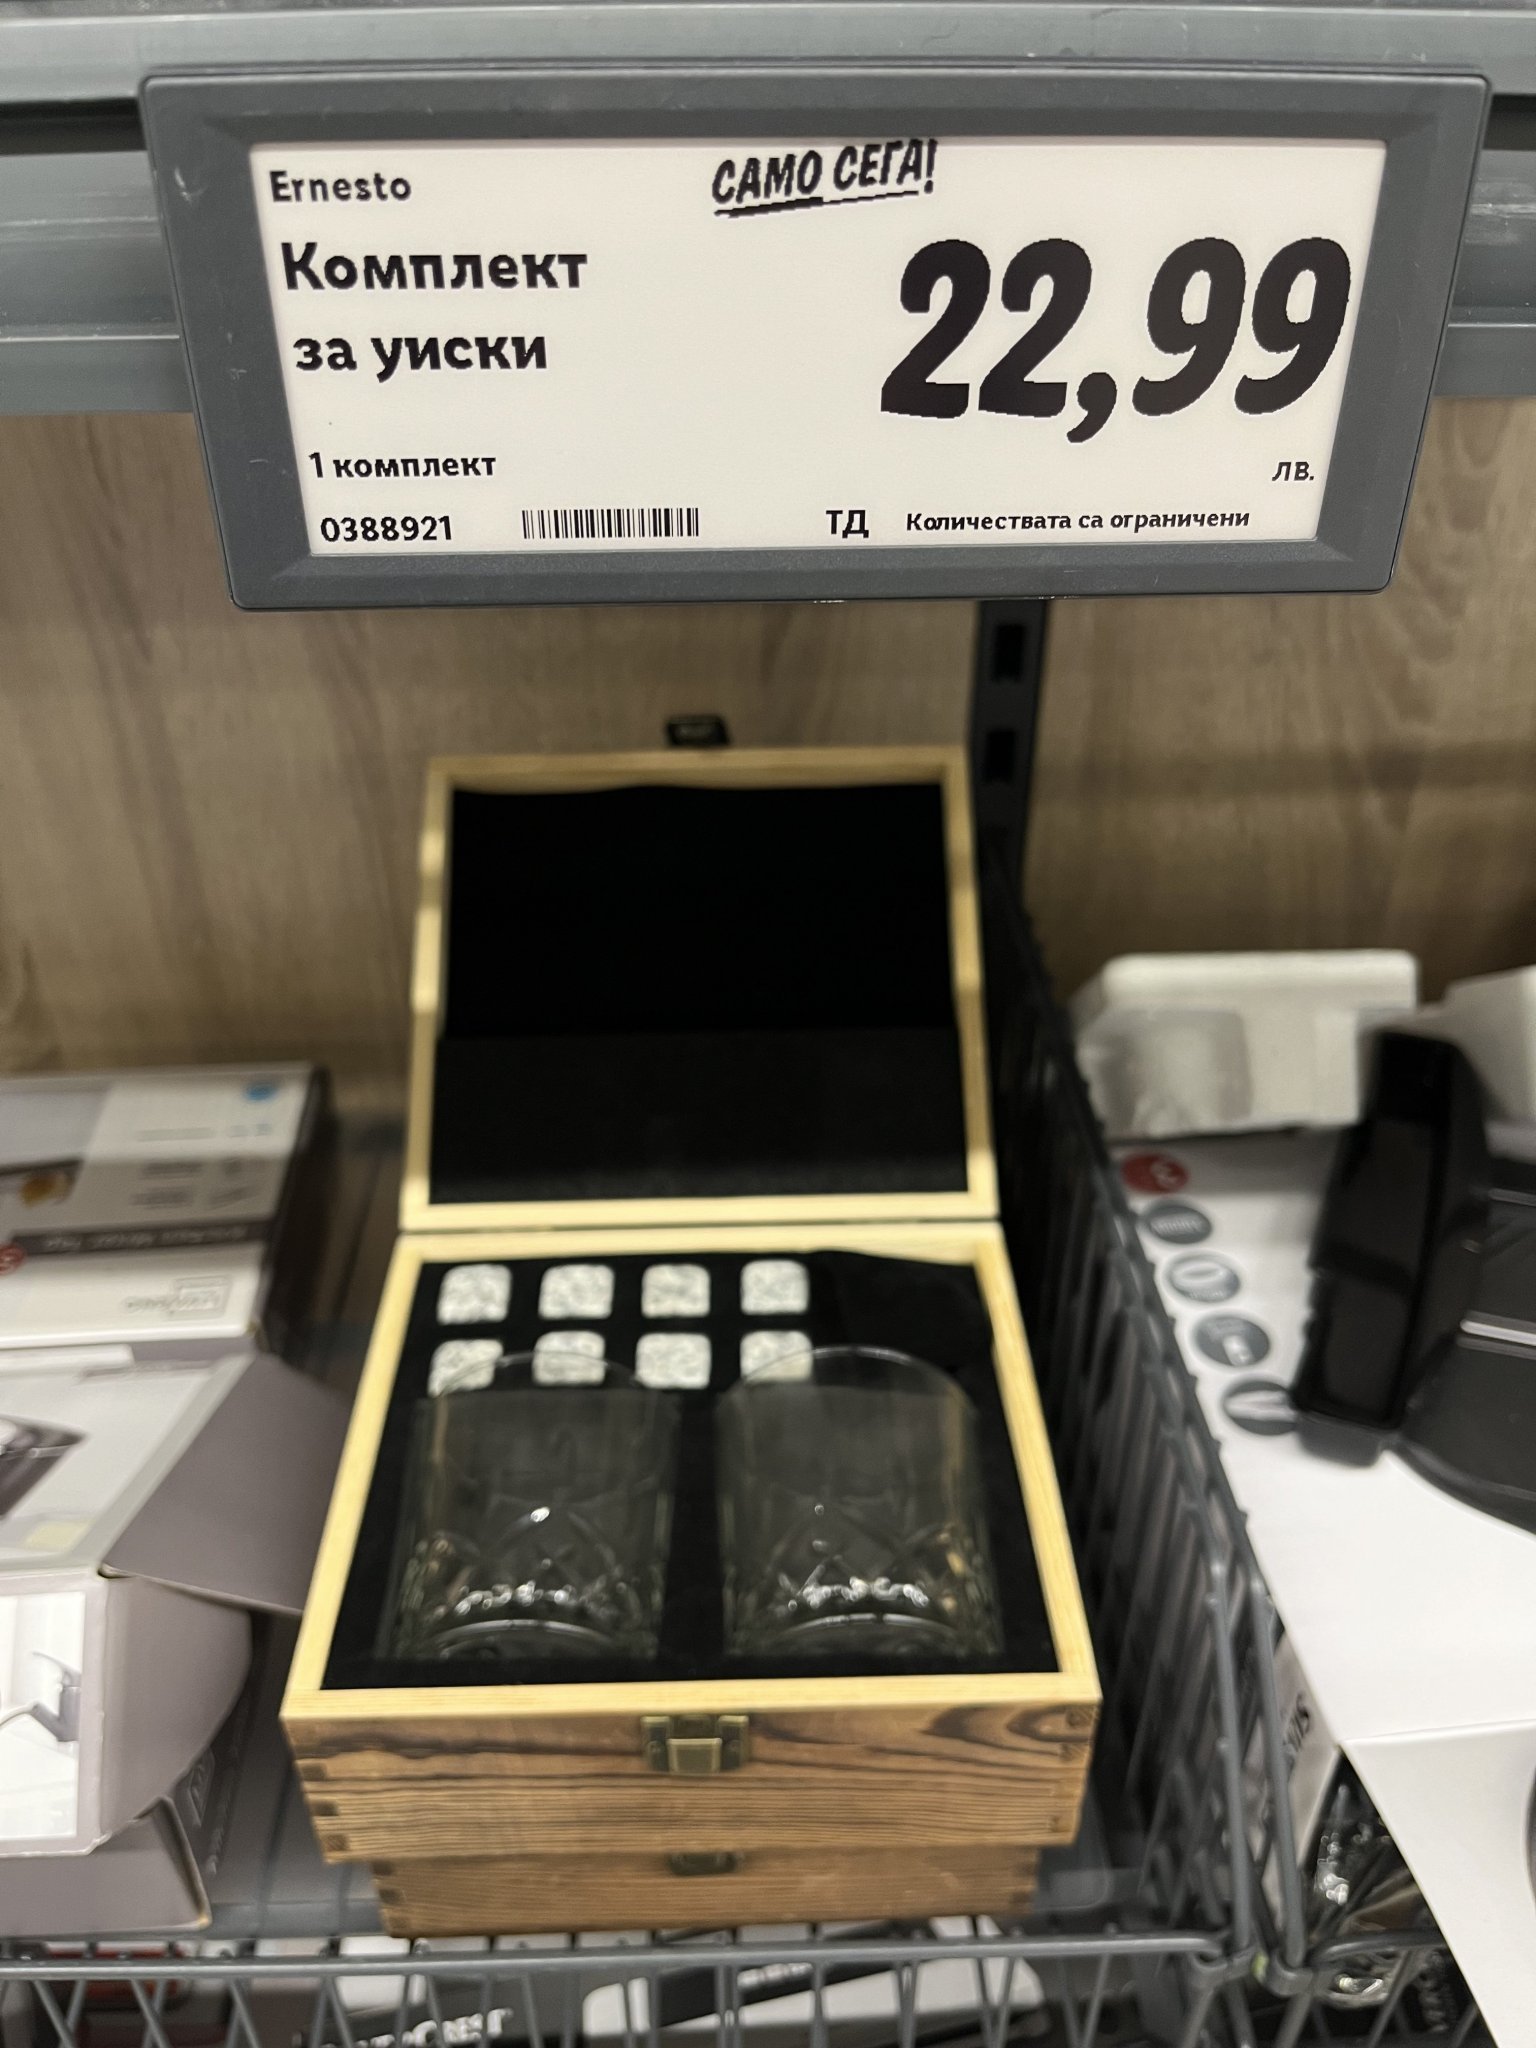 Ernesto
САМО СЕГА!
Комплект
за уиски
22,99
лв.
1 комплект
0388921
ТД
Количествата са ограничени